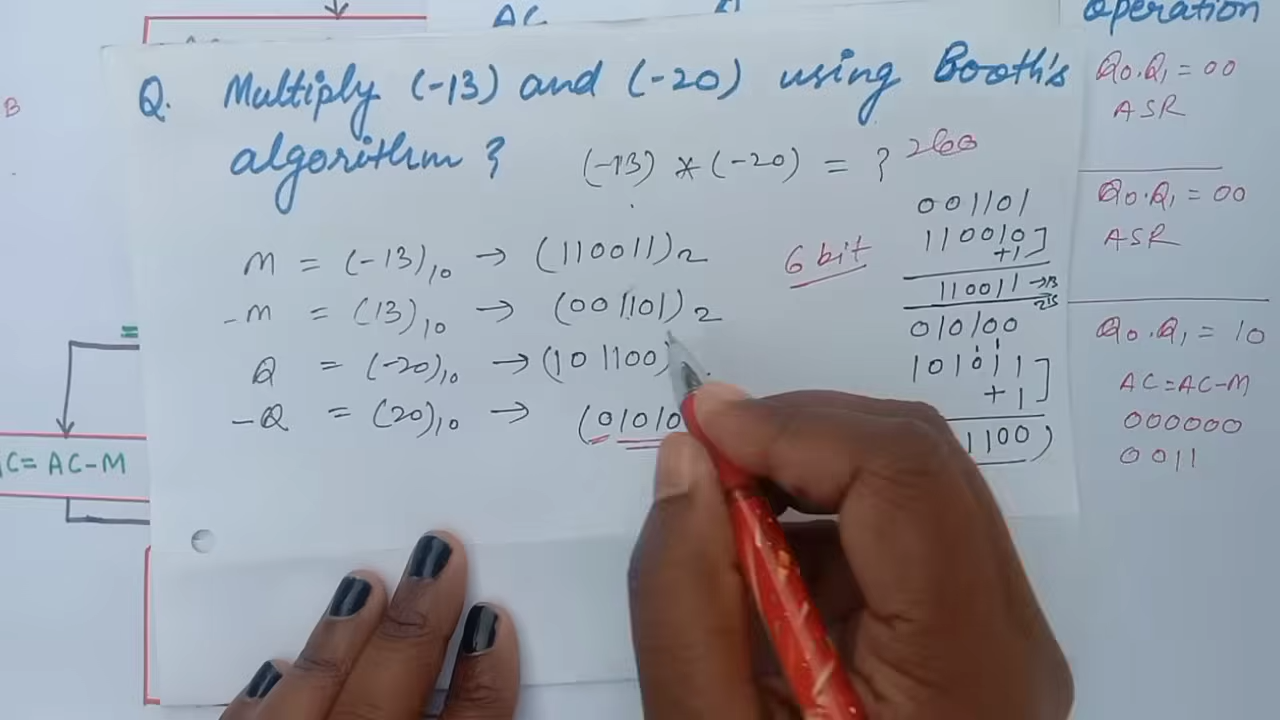 AC
operation
B
Q. Multiply (-13) and (-20) using Booth's
algorithm ?
(-13) * (-20) = ? 260
M = (-13)10 → (110011)2
-M = (13)10 → (001101)2
Q = (-20)10 → (101100)
-Q = (20)10 → (01010
6 bit
001101
110010]
+1
110011 → -13
2's
010100
101011]
+1
1100)
Q0.Q1 = 00
ASR
Q0.Q1 = 00
ASR
Q0.Q1 = 10
AC=AC-M
000000
0011
=
C= AC-M